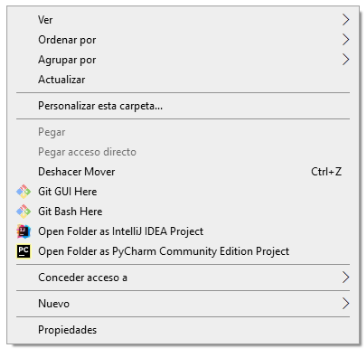 Ver
Ordenar por
Agrupar por
Actualizar
Personalizar esta carpeta...
Pegar
Pegar acceso directo
Deshacer Mover Ctrl+Z
Git GUI Here
Git Bash Here
Open Folder as IntelliJ IDEA Project
PC Open Folder as PyCharm Community Edition Project
Conceder acceso a
Nuevo
Propiedades